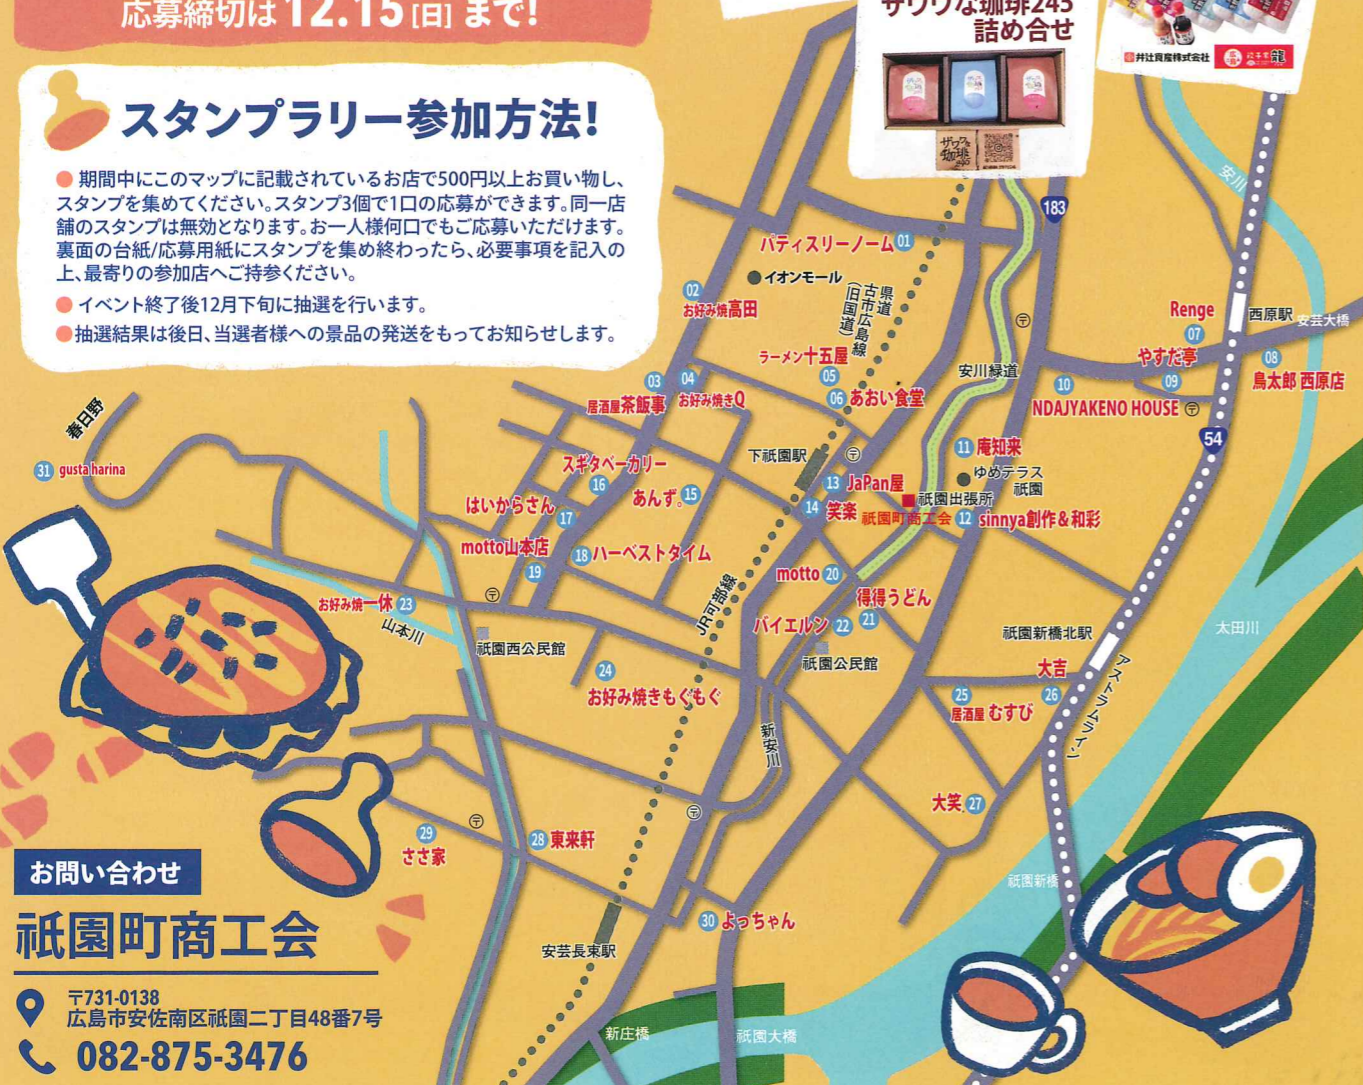 応募締切は12.15[日]まで!
ザワワな珈琲245
詰め合せ
井辻食産株式会社
スタンプラリー参加方法!
● 期間中にこのマップに記載されているお店で500円以上お買い物し、
スタンプを集めてください。スタンプ3個で1口の応募ができます。同一店
舗のスタンプは無効となります。お一人様何口でもご応募いただけます。
裏面の台紙/応募用紙にスタンプを集め終わったら、必要事項を記入の
上、最寄りの参加店へご持参ください。
● イベント終了後12月下旬に抽選を行います。
● 抽選結果は後日、当選者様への景品の発送をもってお知らせします。
安川
183
パティスリーノーム 01
イオンモール
02
お好み焼高田
県道
古市広島線
(旧国道)
Renge
07
西原駅
安芸大橋
ラーメン十五屋
05
やすだ亭
09
08
鳥太郎 西原店
安川緑道
03
居酒屋茶飯事
04
お好み焼きQ
06 あおい食堂
10
NDAJYAKENO HOUSE
〒
54
春日野
31 gusta harina
下祇園駅
11 庵知来
ゆめテラス
祇園
スギタベーカリー
16
あんず。15
13 JaPan屋
祇園出張所
はいからさん
17
14 笑楽
祇園町商工会
12 sinnya創作&和彩
motto山本店
19
18 ハーベストタイム
motto 20
得得うどん
21
お好み焼一休 23
山本川
JR可部線
バイエルン 22
祇園西公民館
祇園公民館
祇園新橋北駅
太田川
24
お好み焼きもぐもぐ
大吉
26
25
居酒屋 むすび
アストラムライン
新安川
大笑. 27
29
ささ家
28 東来軒
祇園新橋
30 よっちゃん
安芸長束駅
新庄橋
祇園大橋
お問い合わせ
祇園町商工会
〒731-0138
広島市安佐南区祇園二丁目48番7号
082-875-3476